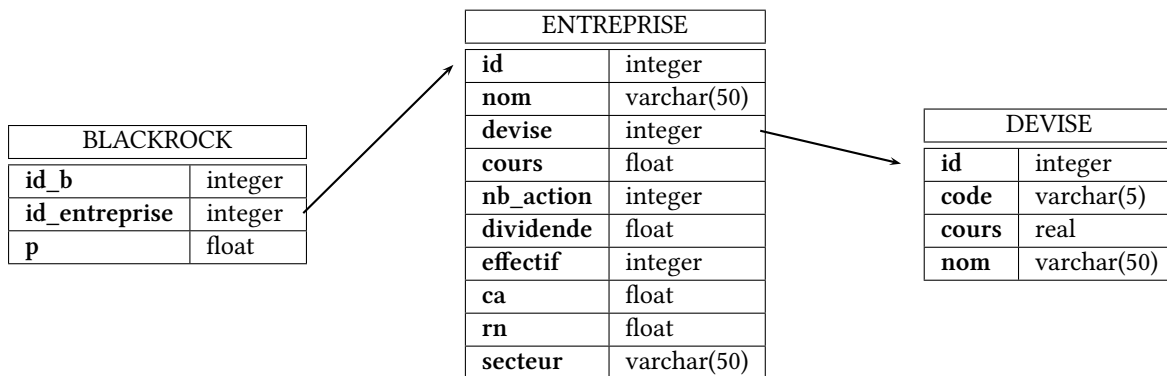 BLACKROCK
id_b integer
id_entreprise integer
p float
ENTREPRISE
id integer
nom varchar(50)
devise integer
cours float
nb_action integer
dividende float
effectif integer
ca float
rn float
secteur varchar(50)
DEVISE
id integer
code varchar(5)
cours real
nom varchar(50)